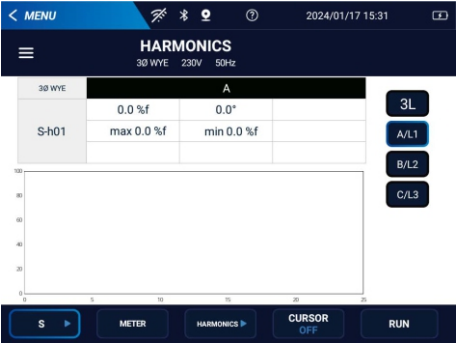 < MENU ? 2024/01/17 15:31
HARMONICS
3Ø WYE 230V 50Hz
3Ø WYE A
0.0 %f 0.0°
S-h01 max 0.0 %f min 0.0 %f
3L
A/L1
B/L2
C/L3
100
80
60
40
20
0
0 5 10 15 20 25
S METER HARMONICS CURSOR OFF RUN